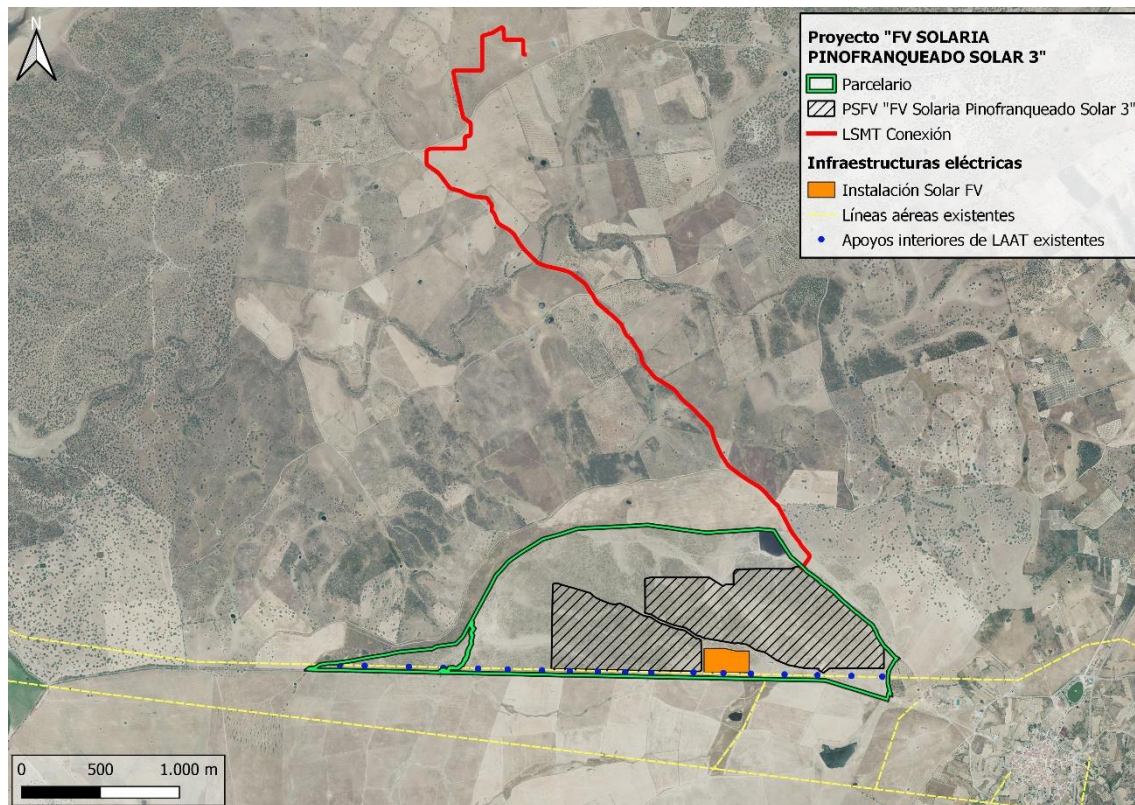 N
Proyecto "FV SOLARIA
PINOFRANQUEADO SOLAR 3"
Parcelario
PSFV "FV Solaria Pinofranqueado Solar 3"
LSMT Conexión
Infraestructuras eléctricas
Instalación Solar FV
Líneas aéreas existentes
Apoyos interiores de LAAT existentes
0 500 1.000 m